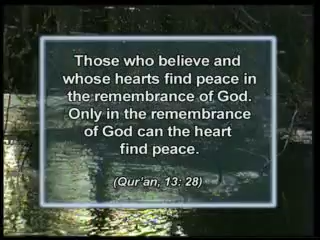 Those who believe and
whose hearts find peace in
the remembrance of God.
Only in the remembrance
of God can the heart
find peace.
(Qur'an, 13: 28)